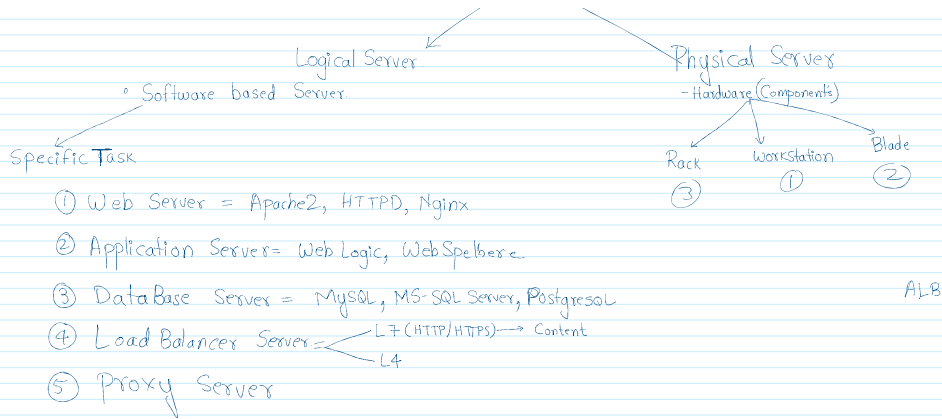 Logical Server
Physical Server
° Software based Server
- Hardware (Components)
Specific Task
Rack
Workstation
Blade
③
①
②
① Web Server = Apache2, HTTPD, Nginx
② Application Server = Web Logic, Web Spelbere
③ DataBase Server = MySQL, MS-SQL Server, PostgresQL
ALB
④ Load Balancer Server =
L7 (HTTP/HTTPS) → Content
L4
⑤ Proxy Server